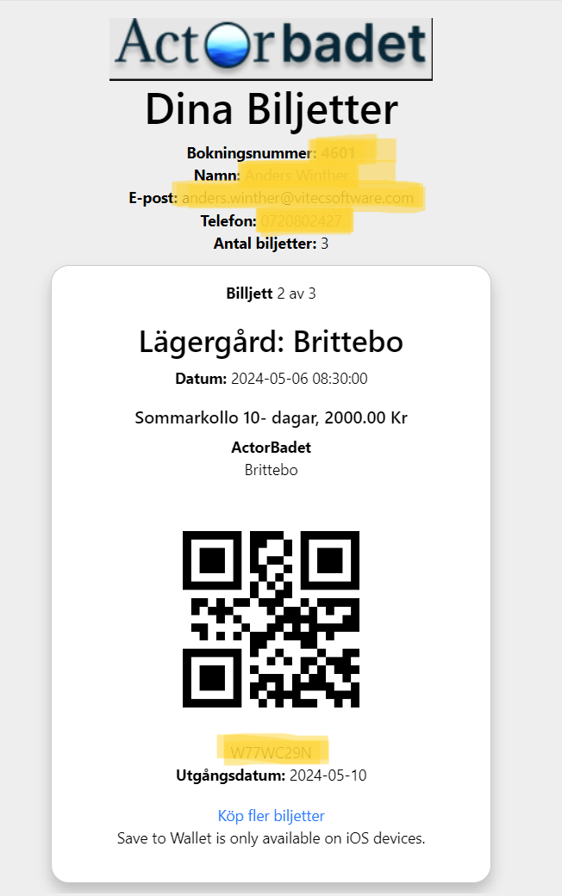 ActOrbadet
Dina Biljetter
Bokningsnummer: 4601
Namn: Anders Winther
E-post: anders.winther@vitecsoftware.com
Telefon: 0720802427
Antal biljetter: 3
Billjett 2 av 3
Lägergård: Brittebo
Datum: 2024-05-06 08:30:00
Sommarkollo 10- dagar, 2000.00 Kr
ActorBadet
Brittebo
W77WC29N
Utgångsdatum: 2024-05-10
Köp fler biljetter
Save to Wallet is only available on iOS devices.